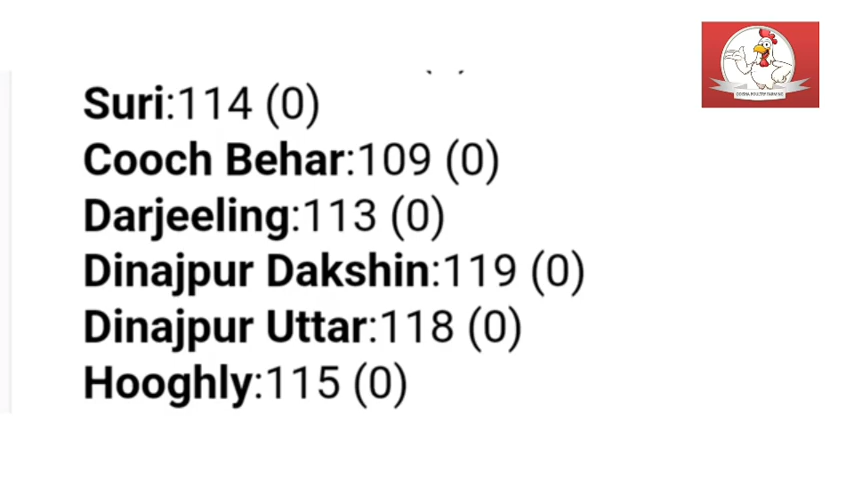 Suri:114 (0)
Cooch Behar:109 (0)
Darjeeling:113 (0)
Dinajpur Dakshin:119 (0)
Dinajpur Uttar:118 (0)
Hooghly:115 (0)